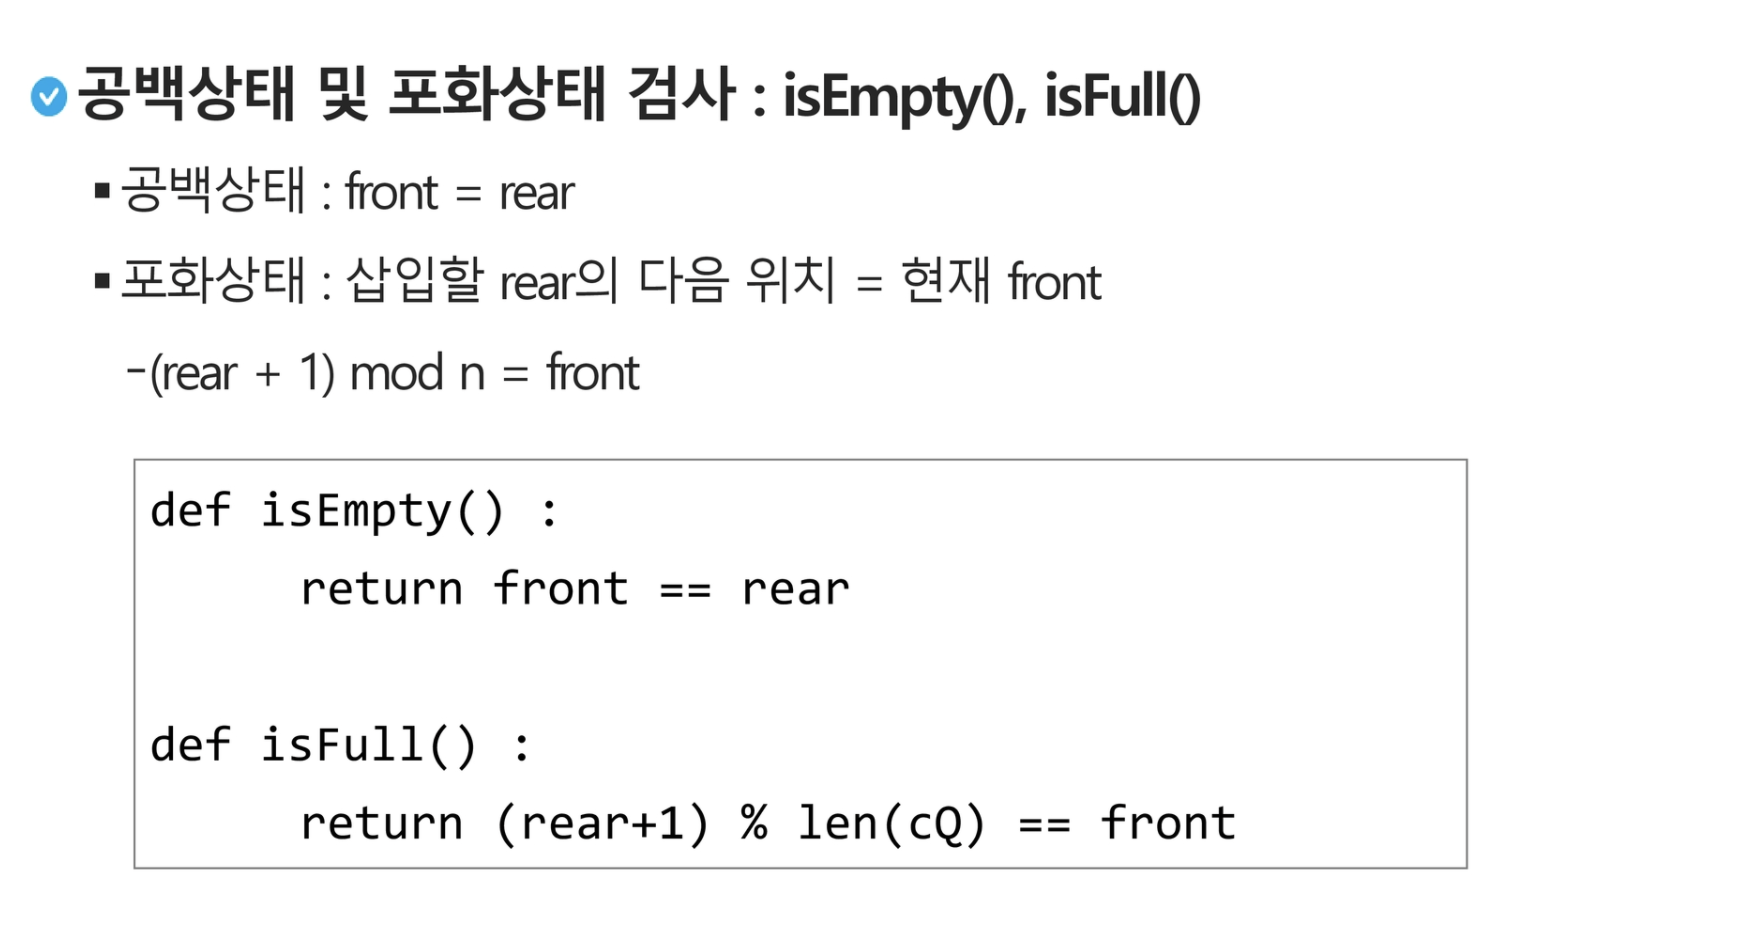 공백상태 및 포화상태 검사 : isEmpty(), isFull()
▪ 공백상태 : front = rear
▪ 포화상태 : 삽입할 rear의 다음 위치 = 현재 front
-(rear + 1) mod n = front
def isEmpty() :
return front == rear
def isFull() :
return (rear+1) % len(cQ) == front